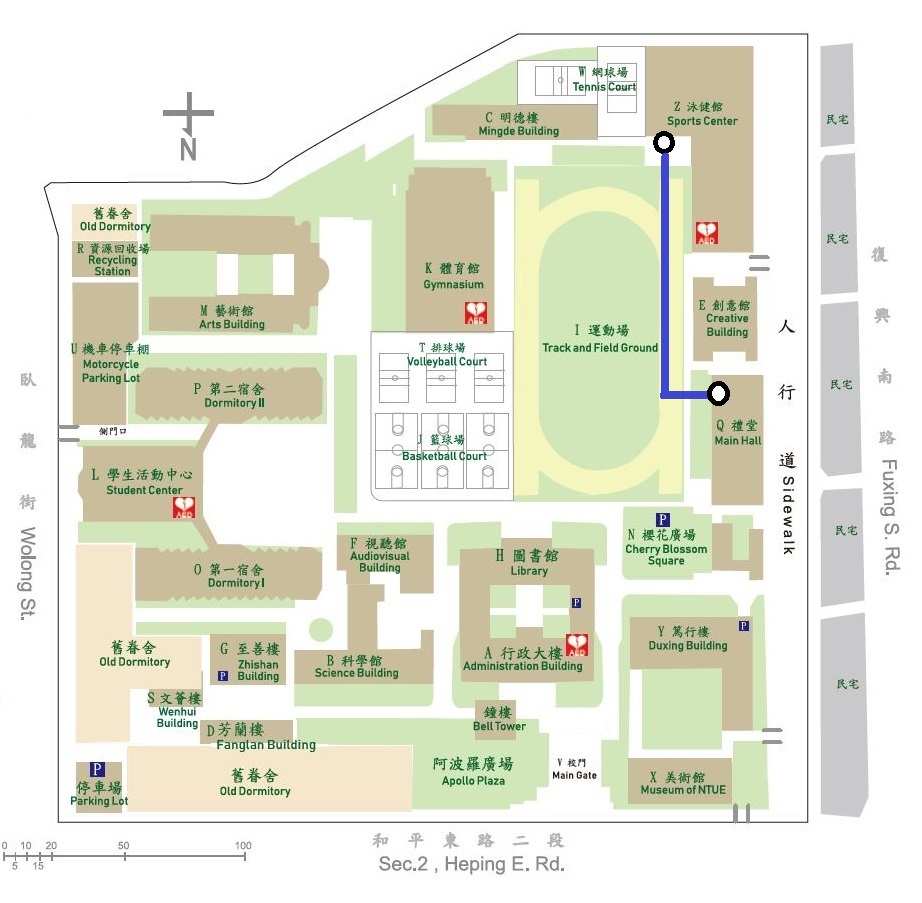 W 網球場
Tennis Court
Z 泳健館
Sports Center
C 明德樓
Mingde Building
民宅
N
舊眷舍
Old Dormitory
R 資源回收場
Recycling
Station
K 體育館
Gymnasium
AED
民宅
復興南路
Fuxing S. Rd.
M 藝術館
Arts Building
AED
E 創意館
Creative
Building
I 運動場
Track and Field Ground
人行道 Sidewalk
U 機車停車棚
Motorcycle
Parking Lot
T 排球場
Volleyball Court
P 第二宿舍
Dormitory II
民宅
臥龍街
Wolong St.
側門口
J 籃球場
Basketball Court
Q 禮堂
Main Hall
L 學生活動中心
Student Center
AED
P
N 櫻花廣場
Cherry Blossom
Square
民宅
F 視聽館
Audiovisual
Building
H 圖書館
Library
P
O 第一宿舍
Dormitory I
舊眷舍
Old Dormitory
G 至善樓
Zhishan
Building
P
B 科學館
Science Building
A 行政大樓
Administration Building
AED
Y 篤行樓
Duxing Building
P
民宅
S 文薈樓
Wenhui
Building
鐘樓
Bell Tower
D 芳蘭樓
Fanglan Building
P
停車場
Parking Lot
舊眷舍
Old Dormitory
阿波羅廣場
Apollo Plaza
V 校門
Main Gate
X 美術館
Museum of NTUE
和平東路二段
Sec.2 , Heping E. Rd.
0 10 20 50 100
5 15